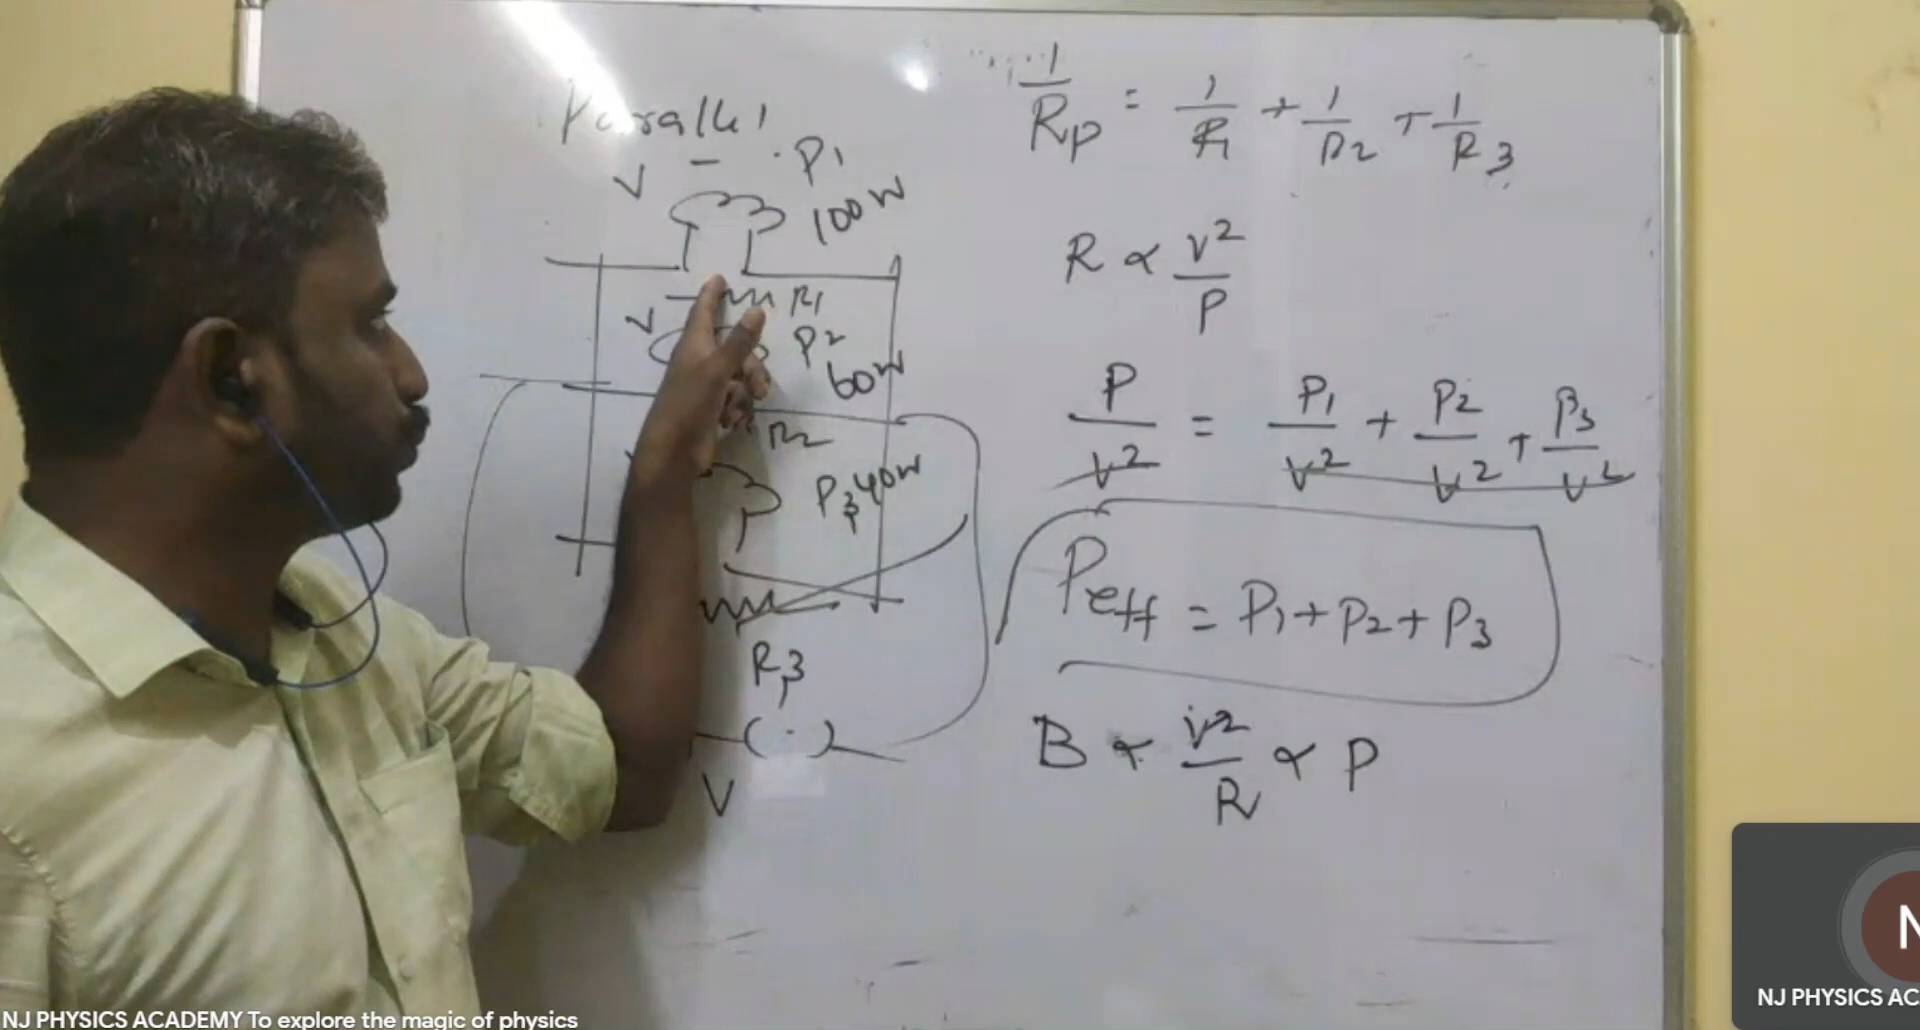 Parallel
V
P1
100W
V
R1
P2
60W
R2
P3 40W
R3
V
1/Rp = 1/R1 + 1/R2 + 1/R3
R ∝ V²/P
P/V² = P1/V² + P2/V² + P3/V²
Peff = P1 + P2 + P3
B ∝ V²/R ∝ P
N
NJ PHYSICS AC
NJ PHYSICS ACADEMY To explore the magic of physics